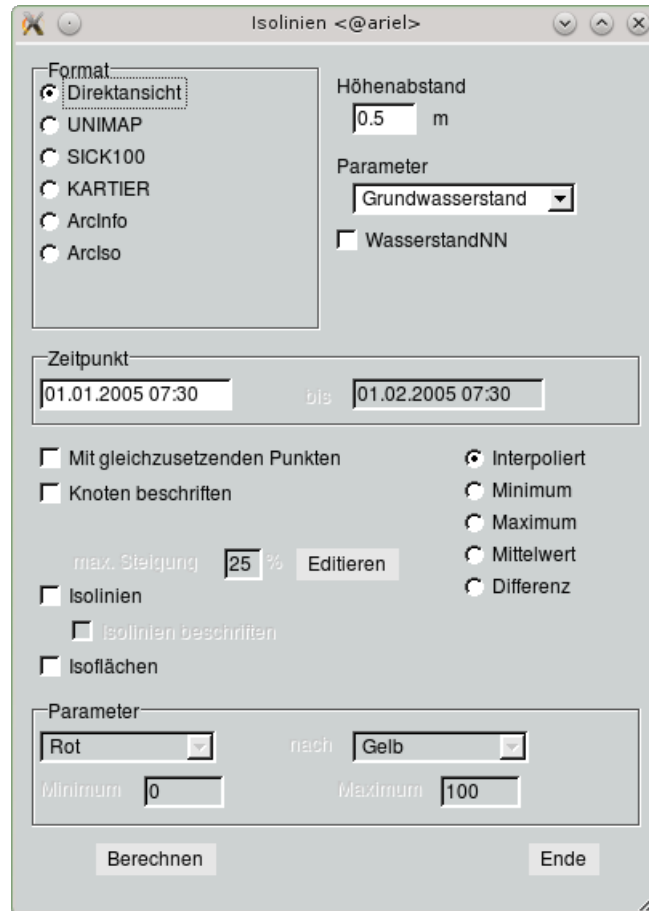 Isolinien <@ariel>
Format
Direktansicht
UNIMAP
SICK100
KARTIER
ArcInfo
ArcIso
Höhenabstand
0.5 m
Parameter
Grundwasserstand
WasserstandNN
Zeitpunkt
01.01.2005 07:30 bis 01.02.2005 07:30
Mit gleichzusetzenden Punkten
Knoten beschriften
max. Steigung 25 % Editieren
Isolinien
Isolinien beschriften
Isoflächen
Interpoliert
Minimum
Maximum
Mittelwert
Differenz
Parameter
Rot nach Gelb
Minimum 0 Maximum 100
Berechnen Ende